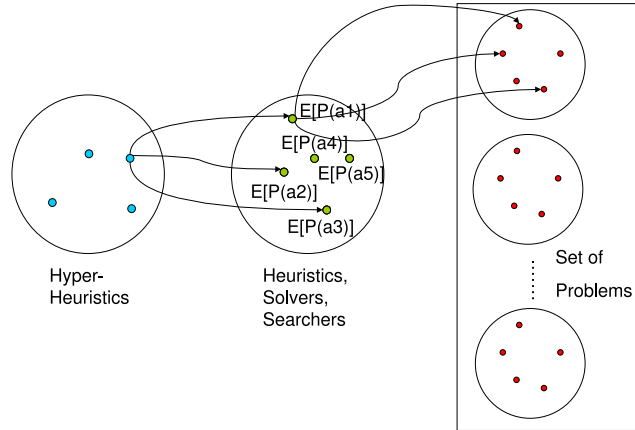 E[P(a1)]
E[P(a4)]
E[P(a5)]
E[P(a2)]
E[P(a3)]
Hyper-
Heuristics
Heuristics,
Solvers,
Searchers
Set of
Problems